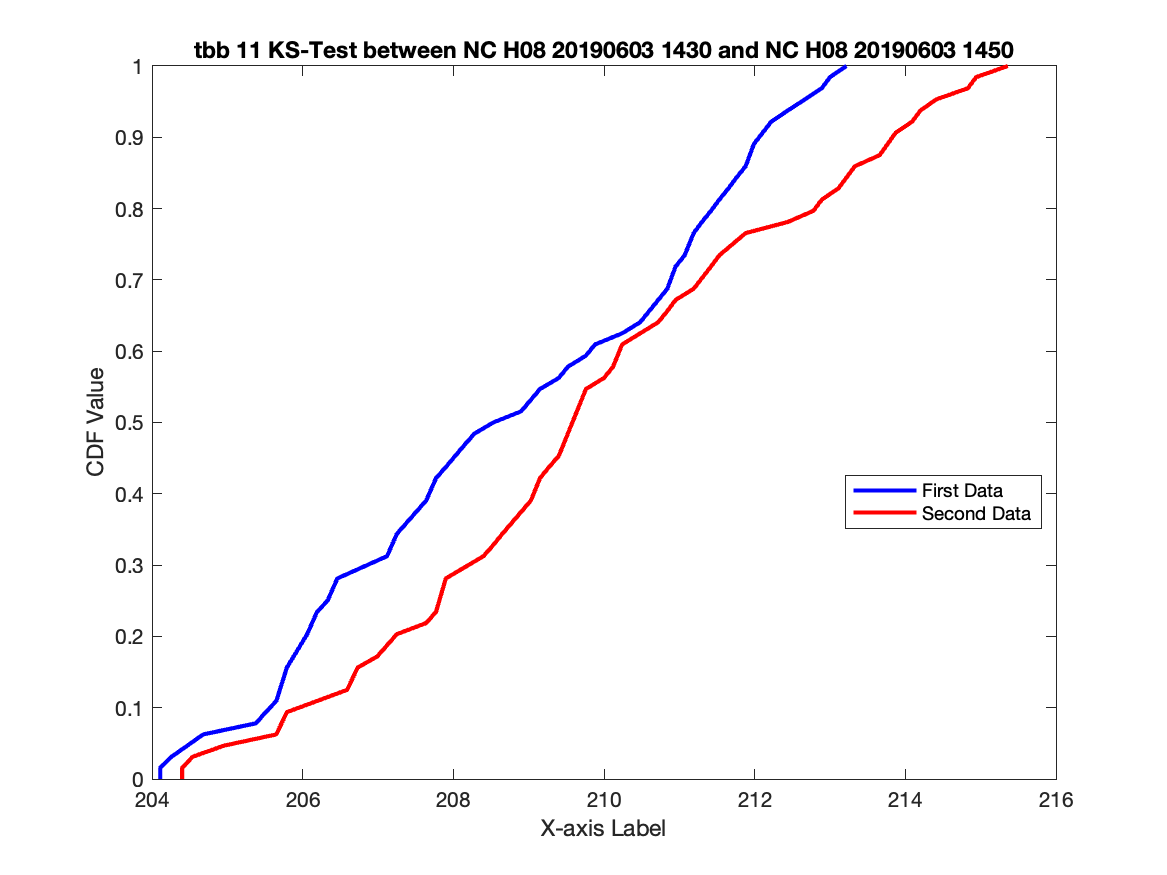 tbb 11 KS-Test between NC H08 20190603 1430 and NC H08 20190603 1450
1
0.9
0.8
0.7
0.6
0.5
0.4
0.3
0.2
0.1
0
CDF Value
First Data
Second Data
204 206 208 210 212 214 216
X-axis Label